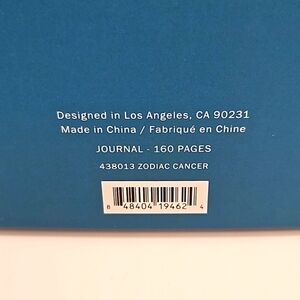 Designed in Los Angeles, CA 90231
Made in China / Fabriqué en Chine
JOURNAL - 160 PAGES
438013 ZODIAC CANCER
8 48404 19462 4